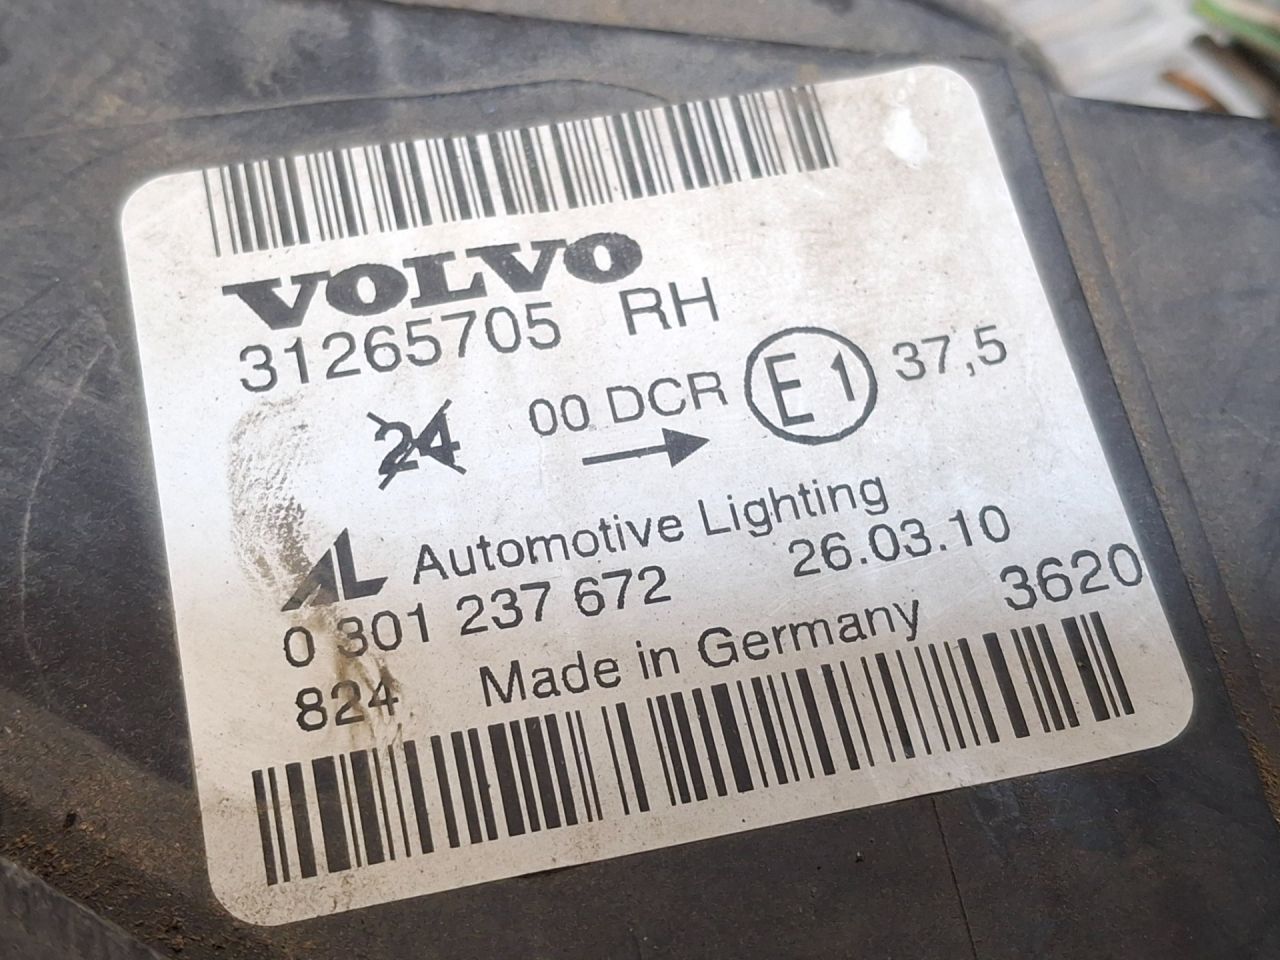 VOLVO
31265705 RH
24 00 DCR E1 37,5
AL Automotive Lighting
0 301 237 672 26.03.10
824 Made in Germany 3620